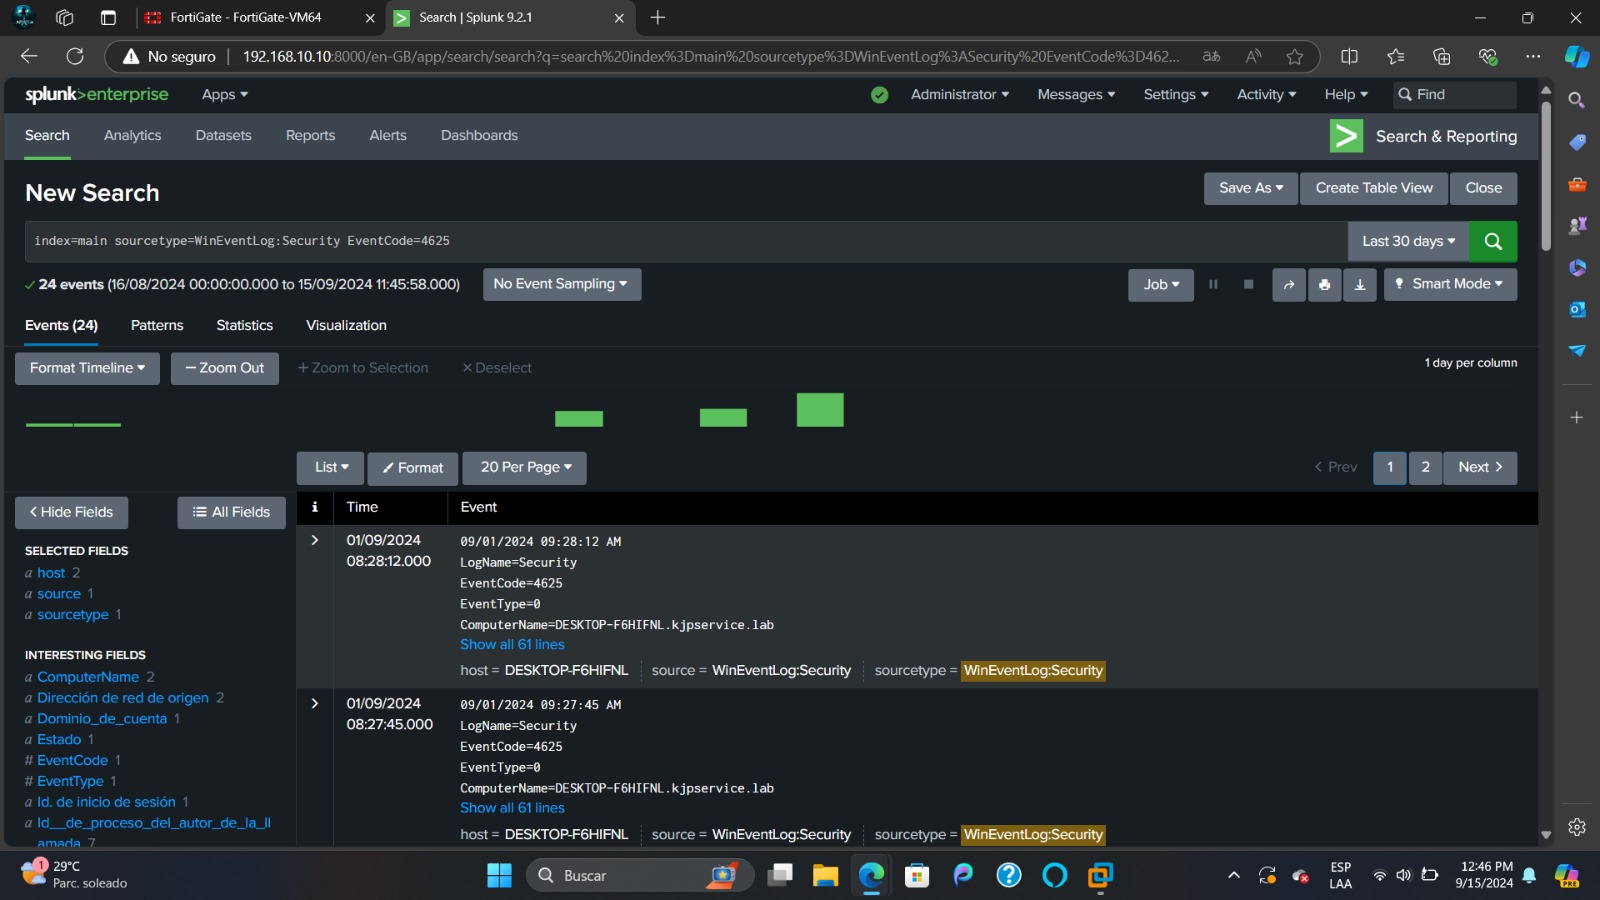 FortiGate - FortiGate-VM64
Search | Splunk 9.2.1
No seguro
192.168.10.10:8000/en-GB/app/search/search?q=search%20index%3Dmain%20sourcetype%3DWinEventLog%3ASecurity%20EventCode%3D462...
splunk>enterprise
Apps
Administrator
Messages
Settings
Activity
Help
Find
Search
Analytics
Datasets
Reports
Alerts
Dashboards
Search & Reporting
New Search
Save As
Create Table View
Close
index=main sourcetype=WinEventLog:Security EventCode=4625
Last 30 days
24 events (16/08/2024 00:00:00.000 to 15/09/2024 11:45:58.000)
No Event Sampling
Job
Smart Mode
Events (24)
Patterns
Statistics
Visualization
Format Timeline
— Zoom Out
+ Zoom to Selection
× Deselect
1 day per column
List
Format
20 Per Page
< Prev
1
2
Next >
< Hide Fields
All Fields
i
Time
Event
SELECTED FIELDS
a host 2
a source 1
a sourcetype 1
INTERESTING FIELDS
a ComputerName 2
a Dirección de red de origen 2
a Dominio_de_cuenta 1
a Estado 1
# EventCode 1
# EventType 1
a Id. de inicio de sesión 1
a Id__de_proceso_del_autor_de_la_ll
amada 7
01/09/2024
08:28:12.000
09/01/2024 09:28:12 AM
LogName=Security
EventCode=4625
EventType=0
ComputerName=DESKTOP-F6HIFNL.kjpservice.lab
Show all 61 lines
host = DESKTOP-F6HIFNL
source = WinEventLog:Security
sourcetype = WinEventLog:Security
01/09/2024
08:27:45.000
09/01/2024 09:27:45 AM
LogName=Security
EventCode=4625
EventType=0
ComputerName=DESKTOP-F6HIFNL.kjpservice.lab
Show all 61 lines
host = DESKTOP-F6HIFNL
source = WinEventLog:Security
sourcetype = WinEventLog:Security
1
29°C
Parc. soleado
Buscar
ESP
LAA
12:46 PM
9/15/2024
PRE